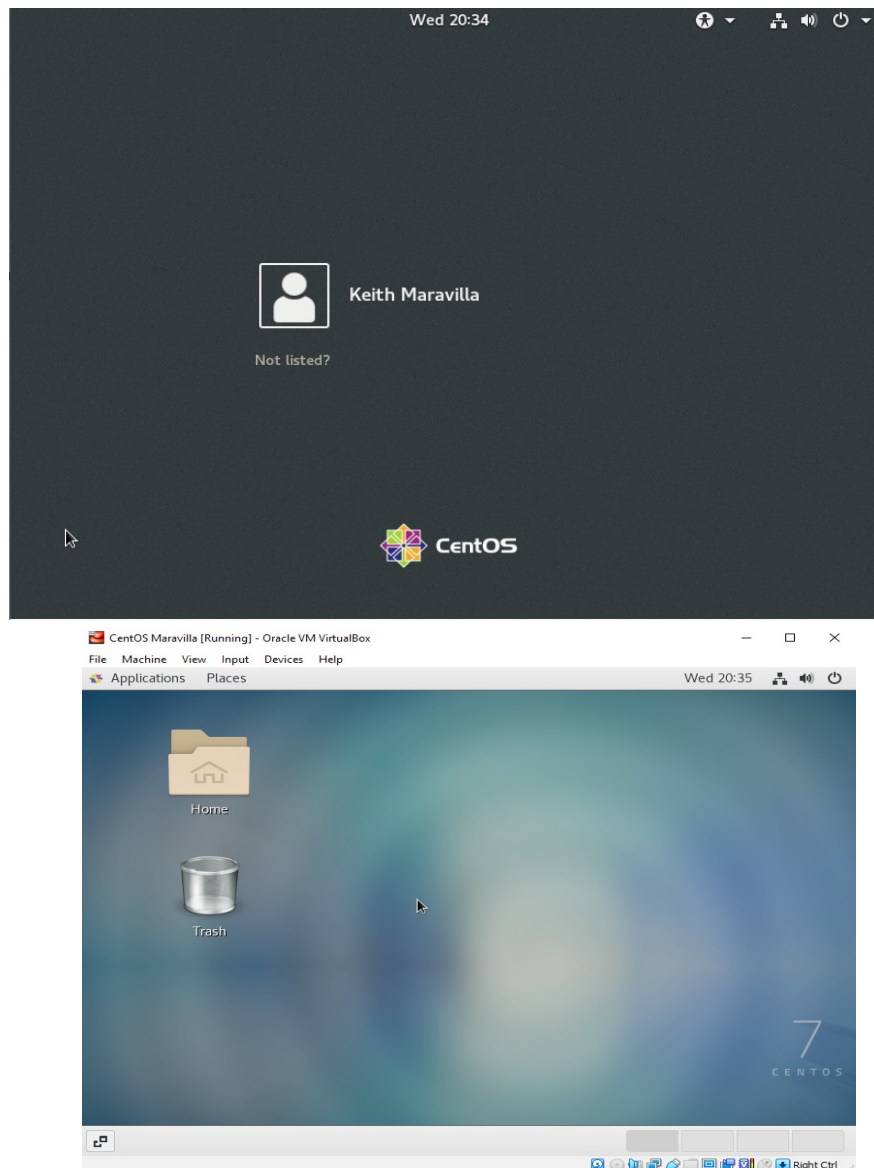 Wed 20:34
Keith Maravilla
Not listed?
CentOS
CentOS Maravilla [Running] - Oracle VM VirtualBox
File Machine View Input Devices Help
Applications Places Wed 20:35
Home
Trash
7
CENTOS
Right Ctrl